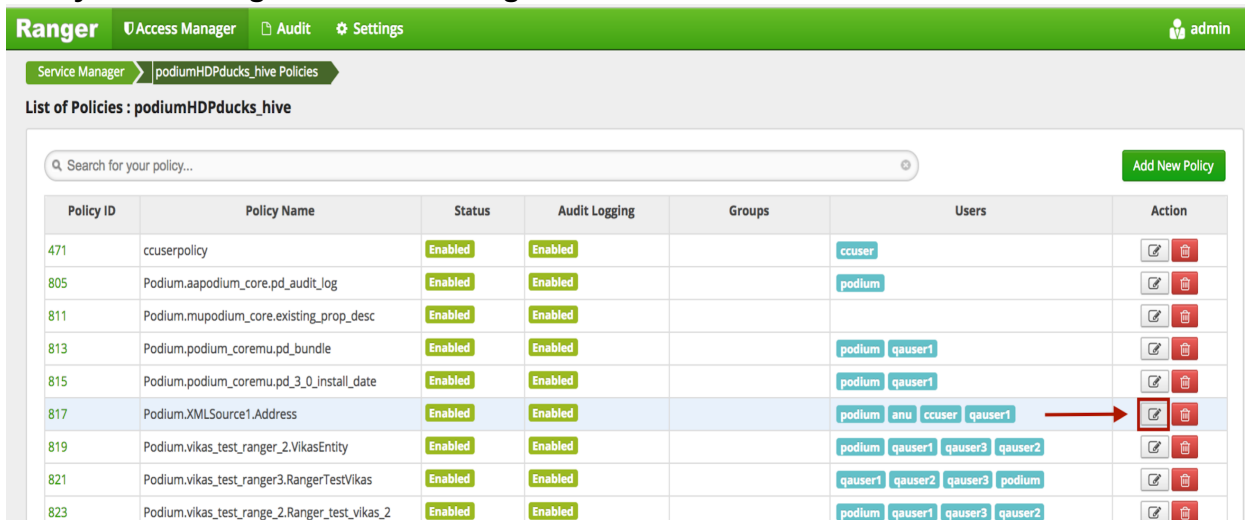 Ranger Access Manager Audit Settings admin
Service Manager podiumHDPducks_hive Policies
List of Policies : podiumHDPducks_hive
Search for your policy... Add New Policy
Policy ID Policy Name Status Audit Logging Groups Users Action
471 ccuserpolicy Enabled Enabled ccuser
805 Podium.aapodium_core.pd_audit_log Enabled Enabled podium
811 Podium.mupodium_core.existing_prop_desc Enabled Enabled
813 Podium.podium_coremu.pd_bundle Enabled Enabled podium qauser1
815 Podium.podium_coremu.pd_3_0_install_date Enabled Enabled podium qauser1
817 Podium.XMLSource1.Address Enabled Enabled podium anu ccuser qauser1
819 Podium.vikas_test_ranger_2.VikasEntity Enabled Enabled podium qauser1 qauser3 qauser2
821 Podium.vikas_test_ranger3.RangerTestVikas Enabled Enabled qauser1 qauser2 qauser3 podium
823 Podium.vikas_test_range_2.Ranger_test_vikas_2 Enabled Enabled podium qauser1 qauser3 qauser2